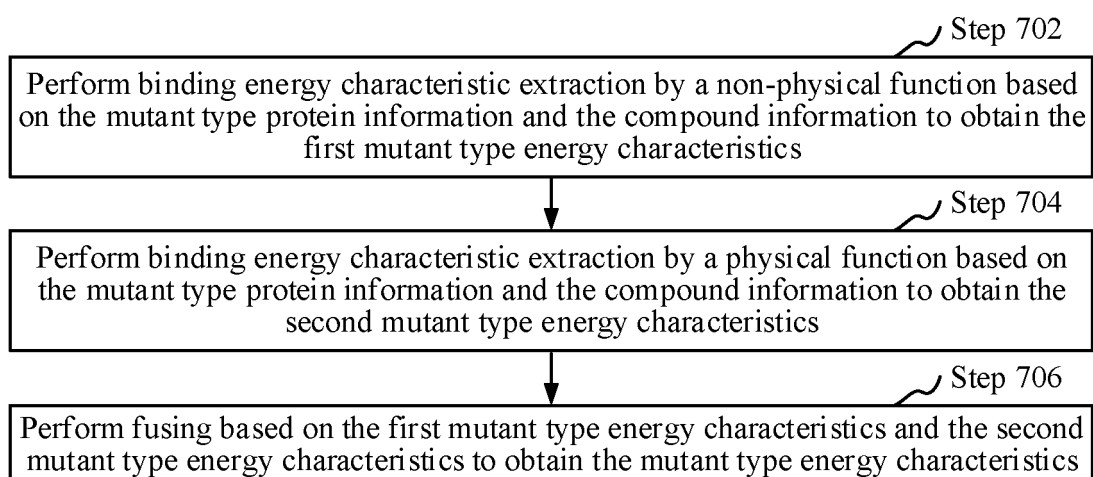 Step 702
Perform binding energy characteristic extraction by a non-physical function based
on the mutant type protein information and the compound information to obtain the
first mutant type energy characteristics
Step 704
Perform binding energy characteristic extraction by a physical function based on
the mutant type protein information and the compound information to obtain the
second mutant type energy characteristics
Step 706
Perform fusing based on the first mutant type energy characteristics and the second
mutant type energy characteristics to obtain the mutant type energy characteristics